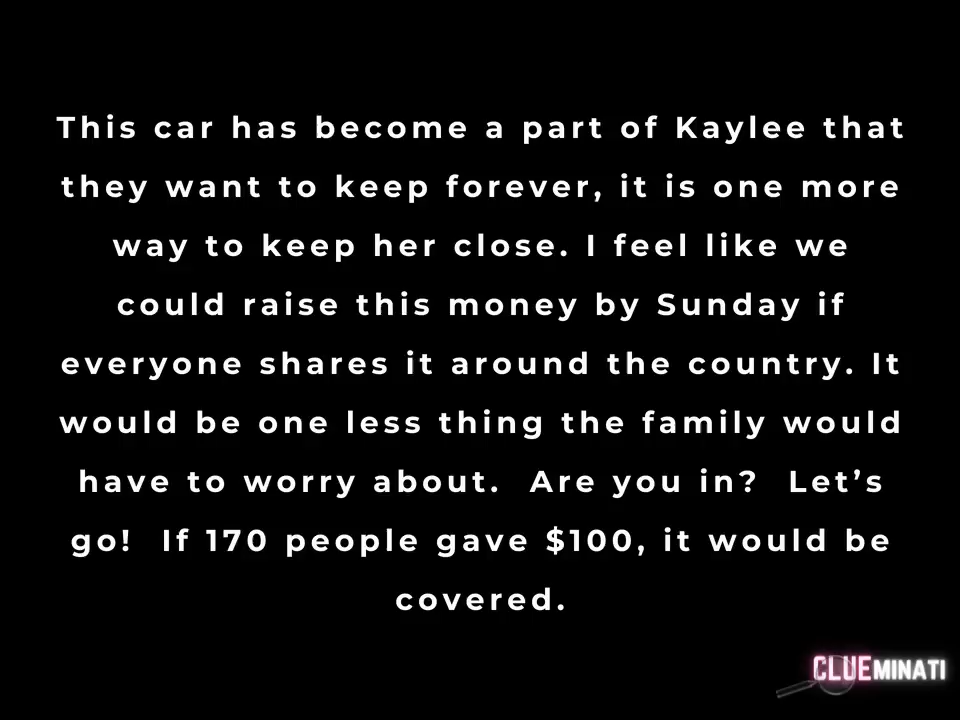 This car has become a part of Kaylee that
they want to keep forever, it is one more
way to keep her close. I feel like we
could raise this money by Sunday if
everyone shares it around the country. It
would be one less thing the family would
have to worry about.  Are you in?  Let’s
go!  If 170 people gave $100, it would be
covered.
CLUEMINATI